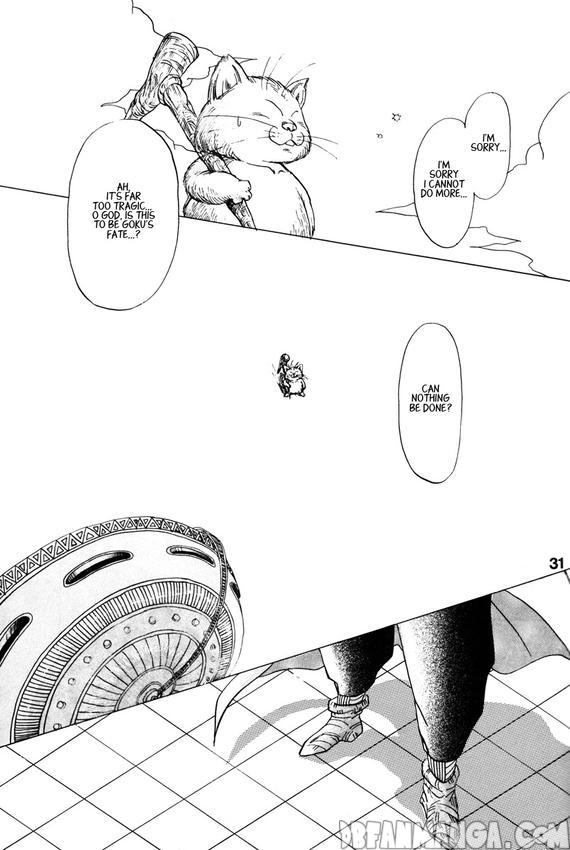 I'M
SORRY...
I'M
SORRY
I CANNOT
DO MORE...
AH,
IT'S FAR
TOO TRAGIC...
O GOD, IS THIS
TO BE GOKU'S
FATE...?
CAN
NOTHING
BE DONE?
31
DBFANMANGA.COM